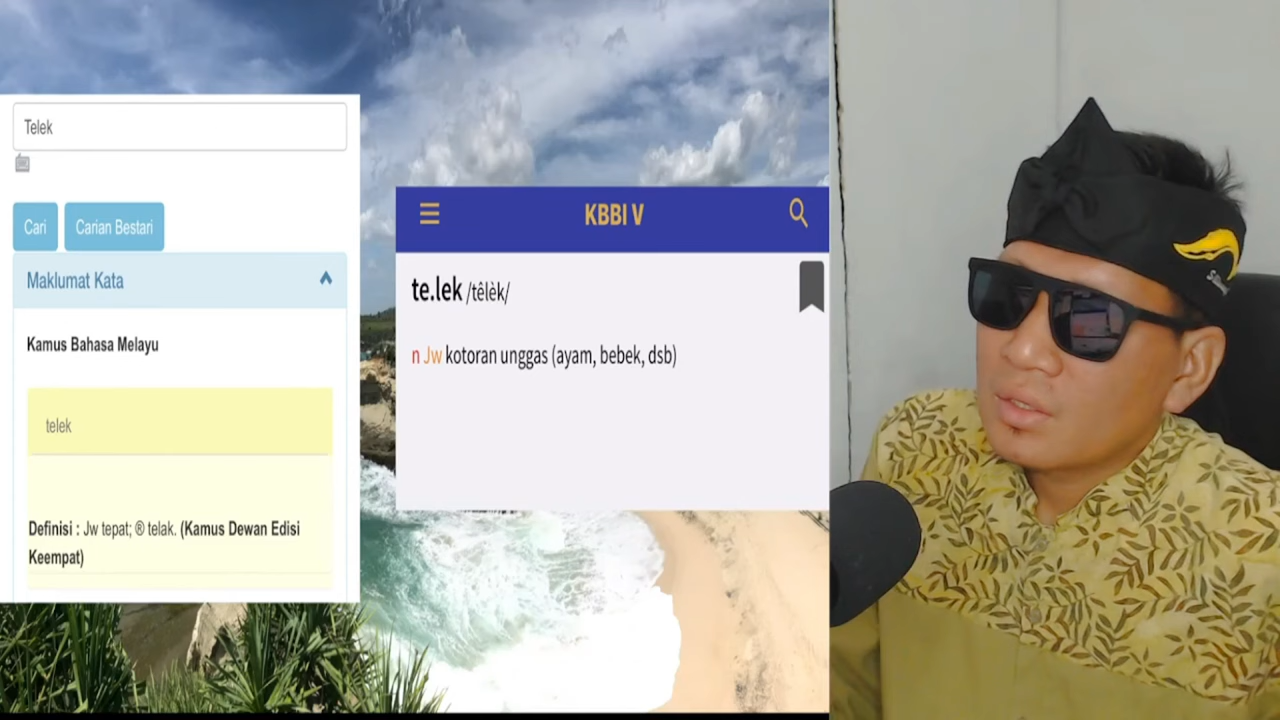 Telek
Cari
Carian Bestari
Maklumat Kata
Kamus Bahasa Melayu
telek
Definisi : Jw tepat; ® telak. (Kamus Dewan Edisi
Keempat)
KBBI V
te.lek /têlèk/
n Jw kotoran unggas (ayam, bebek, dsb)